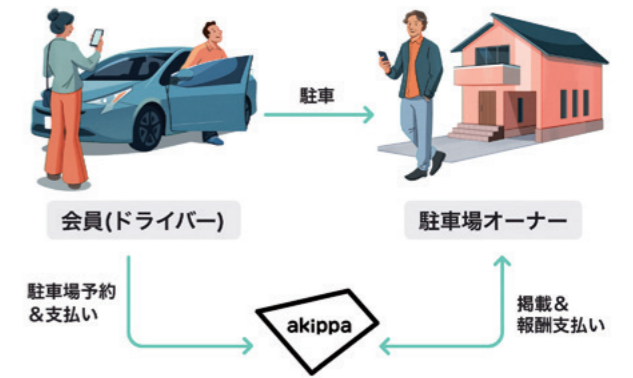 駐車
会員(ドライバー)
駐車場オーナー
駐車場予約
&支払い
akippa
掲載&
報酬支払い